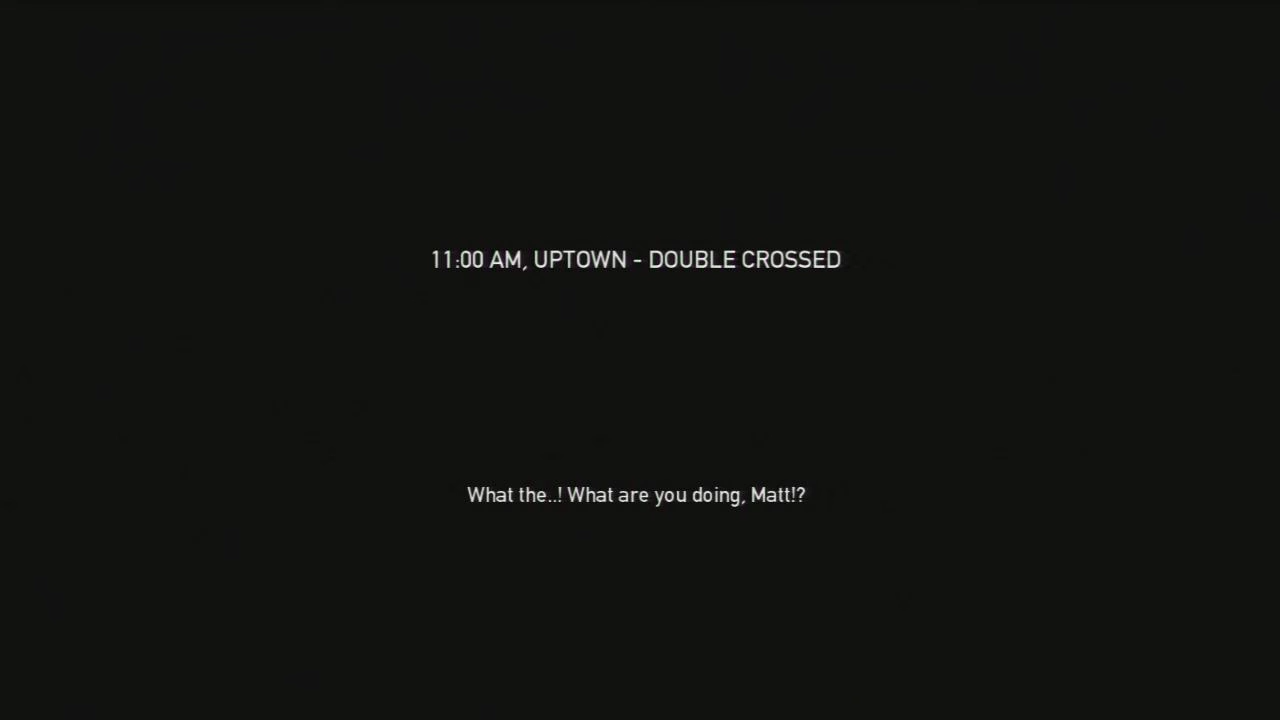 11:00 AM, UPTOWN - DOUBLE CROSSED
What the..! What are you doing, Matt!?